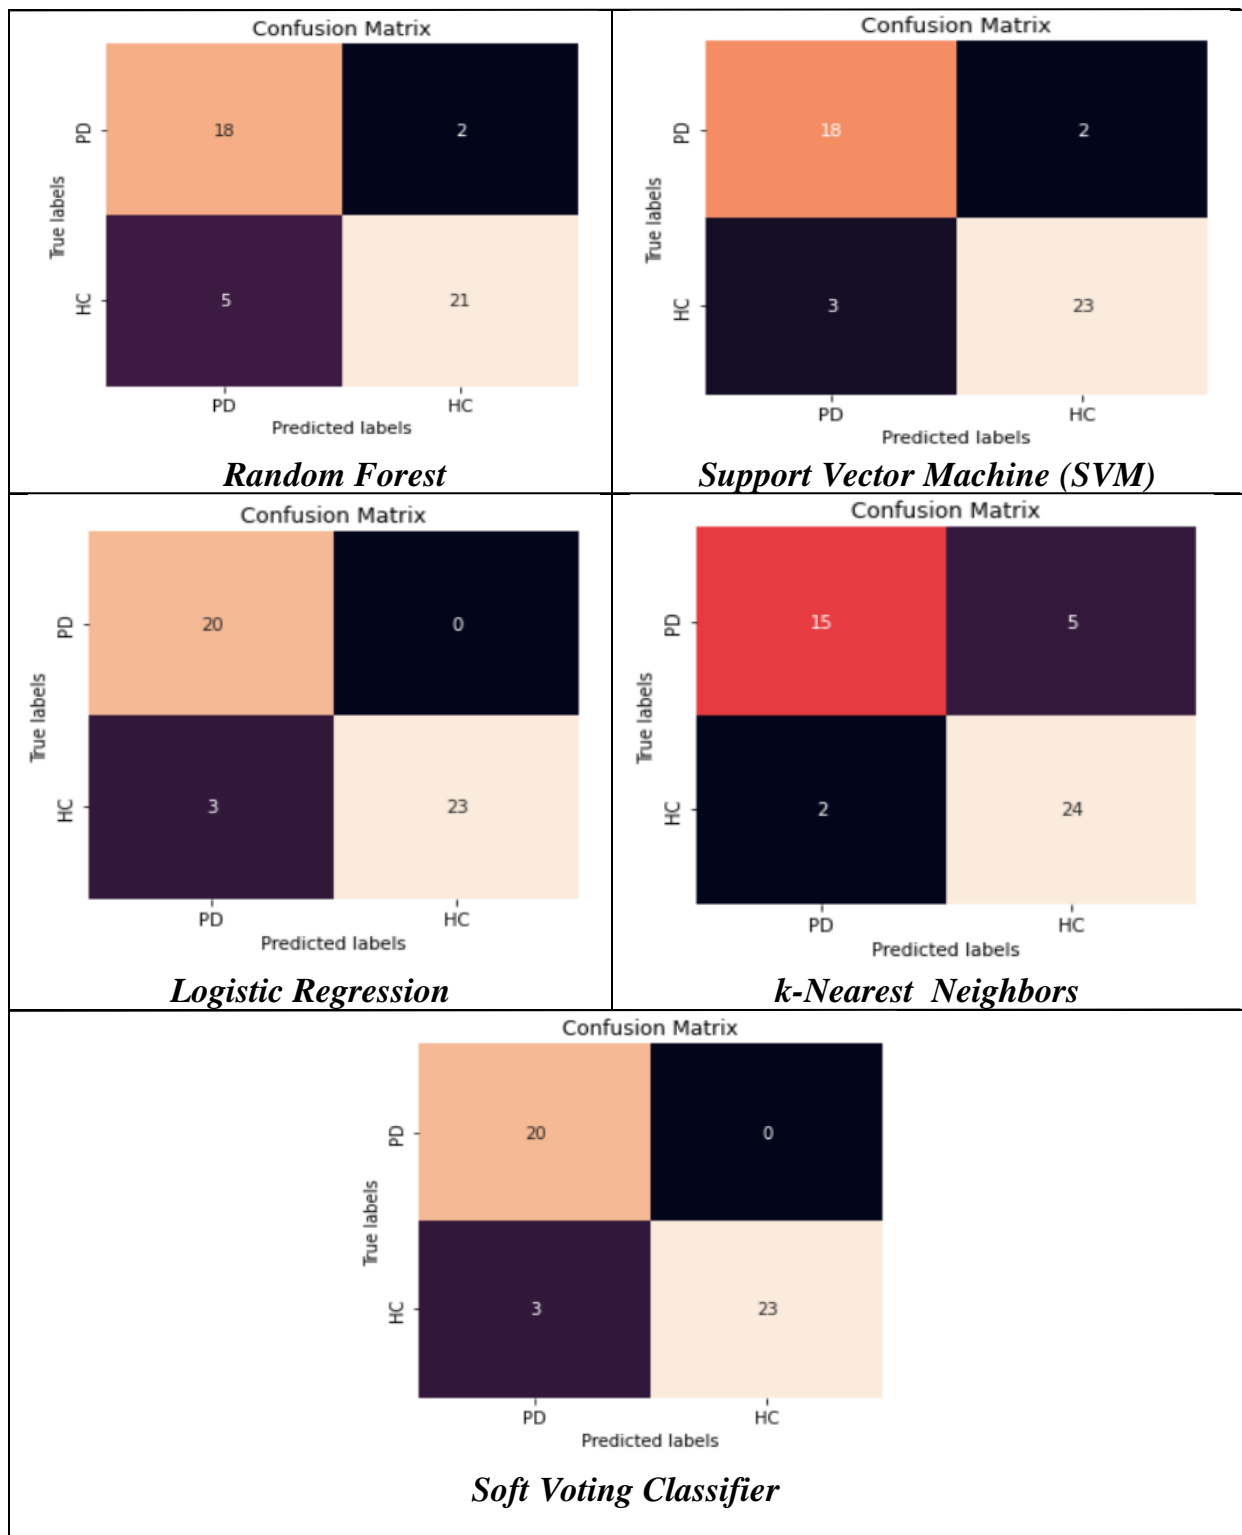 Confusion Matrix
PD
18
2
True labels
HC
5
21
PD
HC
Predicted labels
Random Forest
Confusion Matrix
PD
18
2
True labels
HC
3
23
PD
HC
Predicted labels
Support Vector Machine (SVM)
Confusion Matrix
PD
20
0
True labels
HC
3
23
PD
HC
Predicted labels
Logistic Regression
Confusion Matrix
PD
15
5
True labels
HC
2
24
PD
HC
Predicted labels
k-Nearest Neighbors
Confusion Matrix
PD
20
0
True labels
HC
3
23
PD
HC
Predicted labels
Soft Voting Classifier